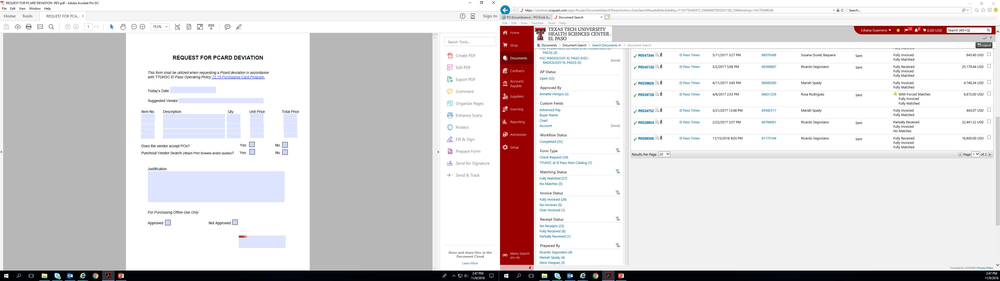 REQUEST FOR PCARD DEVIATION -REV.pdf - Adobe Acrobat Pro DC
File Edit View Window Help
Home Tools REQUEST FOR PCA... × Sign In
1 / 1 75.5%
REQUEST FOR PCARD DEVIATION
This form shall be utilized when requesting a Pcard deviation in accordance
with TTUHSC El Paso Operating Policy 72.15 Purchasing Card Program.
Today's Date
Suggested Vendor
Item No. Description Qty. Unit Price Total Price
Does the vendor accept POs? Yes No
Punchout Vendor Search (Attach Print Screens and/or quotes)? Yes No
Justification
For Purchasing Office Use Only
Approved Not Approved
Search Tools...
Create PDF
Edit PDF
Export PDF
Comment
Organize Pages
Enhance Scans
Protect
Fill & Sign
Prepare Form
Send for Signature
Send & Track
Store and share files in the
Document Cloud
Learn More
2:47 PM
11/9/2018
https://solutions.sciquest.com/apps/Router/DocumentSearch?ParamAction=GotoSearchResults&NavDataKey=T1541793492673_4584640879832831160_109&tmstmp=1541793496388
Search...
PO Encumbrance - PO Encb A... Document Search ×
File Edit View Favorites Tools Help
Home
Shop
Documents
Contracts
Accounts
Payable
Suppliers
Sourcing
Reporting
Administer
Setup
Menu Search
(Alt+M)
TEXAS TECH UNIVERSITY
HEALTH SCIENCES CENTER
EL PASO
Liliana Guerrero 12 4 0.00 USD Search (Alt+Q)
Documents Document Search Search Documents Document Search
Logout
PASO) (3)
HSC-RADIOLOGY-EL PASO (HSC-
RADIOLOGY-EL PASO) (3)
[more]
AP Status
Open (32)
Approved By
Annette Hinojos (2)
Custom Fields
Advanced Pay
Buyer Name
Chart
Account [more]
Workflow Status
Completed (32)
Form Type
Check Request (24)
TTUHSC at El Paso Non-Catalog (7)
Matching Status
Fully Matched (27)
No Matches (5)
Invoice Status
Fully Invoiced (26)
No Invoices (5)
Over Invoiced (1)
Receipt Status
No Receipts (23)
Fully Received (8)
Partially Received (1)
Prepared By
Ricardo Segoviano (4)
Mariah Spady (4)
Dora Vasquez (3)
Fully Matched
P0547344 El Paso Times 5/11/2017 3:27 PM 88076388 Susana (Susie) Baquera Sent Fully Invoiced 845.60 USD
Fully Matched
P0545120 El Paso Times 5/2/2017 5:08 PM 86369887 Ricardo Segoviano Sent Fully Received 25,179.44 USD
Fully Invoiced
Fully Matched
P0539826 El Paso Times 4/11/2017 3:45 PM 86800280 Mariah Spady Fully Invoiced 4,746.34 USD
Fully Matched
P0538728 El Paso Times 4/6/2017 2:53 PM 86631239 Rosa Rodriguez Sent With Forced Matches 6,873.00 USD
Fully Invoiced
Fully Matched
P0534752 El Paso Times 3/21/2017 12:48 PM 85942517 Mariah Spady Fully Invoiced 443.07 USD
Fully Matched
P0528954 El Paso Times 2/22/2017 3:57 PM 84786061 Ricardo Segoviano Sent Partially Received 22,441.32 USD
Fully Invoiced
No Matches
P0508366 El Paso Times 11/15/2016 4:03 PM 81175194 Ricardo Segoviano Sent Fully Received 16,800.00 USD
Fully Invoiced
Fully Matched
Results Per Page 20 Page 1 of 2
Powered by JAGGAER | Privacy Policy
2:47 PM
11/9/2018